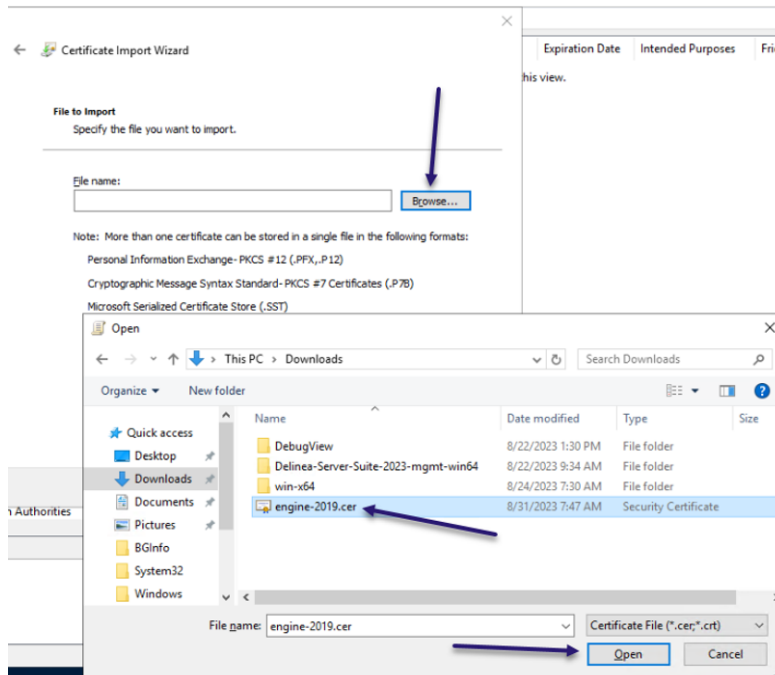 Certificate Import Wizard
Expiration Date Intended Purposes
his view.
File to Import
Specify the file you want to import.
File name:
Browse...
Note: More than one certificate can be stored in a single file in the following formats:
Personal Information Exchange- PKCS #12 (.PFX,.P12)
Cryptographic Message Syntax Standard- PKCS #7 Certificates (.P7B)
Microsoft Serialized Certificate Store (.SST)
Open
This PC > Downloads
Search Downloads
Organize New folder
Name Date modified Type Size
Quick access
Desktop
Downloads
Documents
Pictures
BGInfo
System32
Windows
DebugView 8/22/2023 1:30 PM File folder
Delinea-Server-Suite-2023-mgmt-win64 8/22/2023 9:34 AM File folder
win-x64 8/24/2023 7:30 AM File folder
engine-2019.cer 8/31/2023 7:47 AM Security Certificate
n Authorities
File name: engine-2019.cer Certificate File (*.cer;*.crt)
Open Cancel